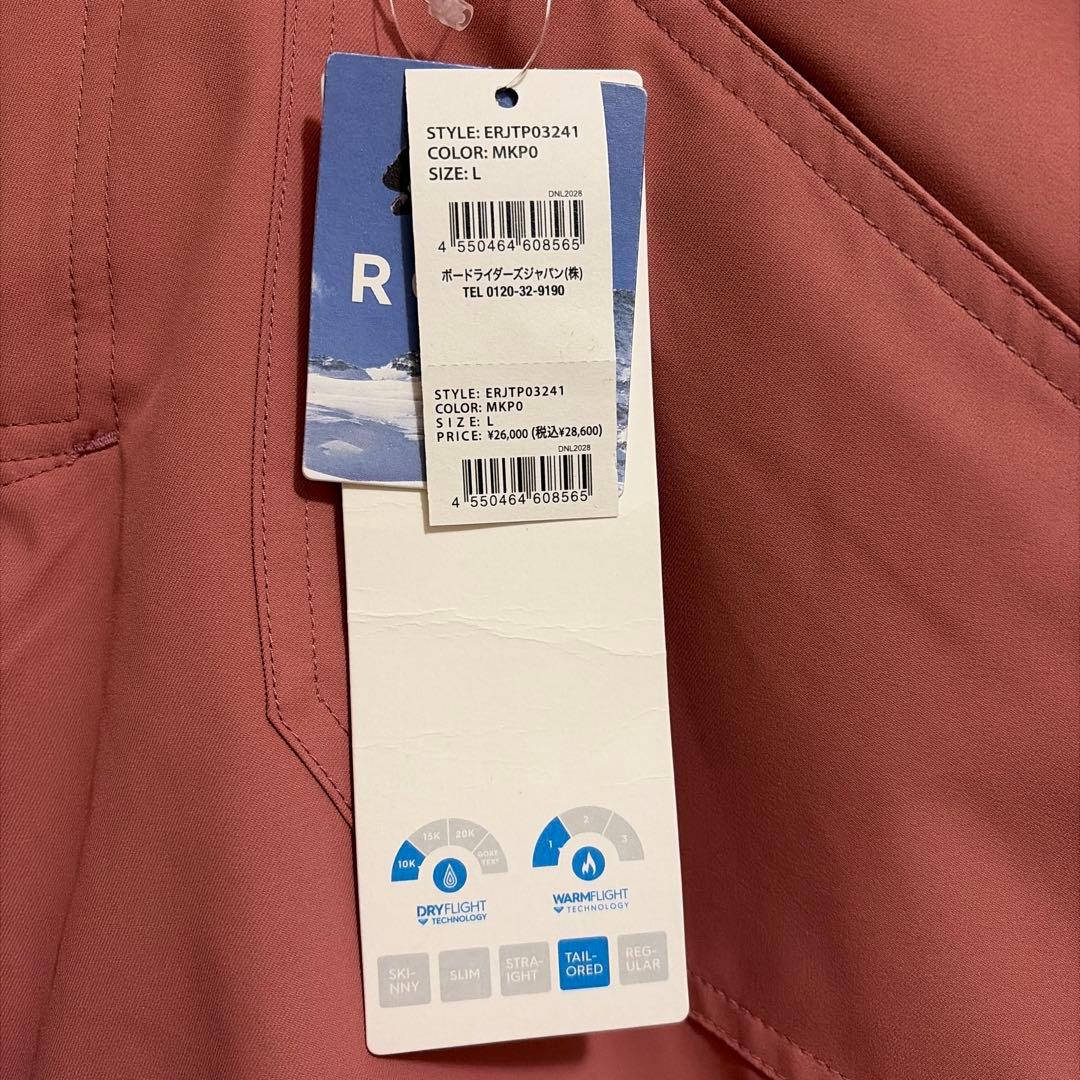 STYLE: ERJTP03241
COLOR: MKP0
SIZE: L
DNL2028
4 550464 608565
ボードライダーズジャパン(株)
TEL 0120-32-9190
R
STYLE: ERJTP03241
COLOR: MKP0
SIZE: L
PRICE: ¥26,000 (税込¥28,600)
DNL2028
4 550464 608565
10K 15K 20K GORE TEX®
1 2 3
DRYFLIGHT
TECHNOLOGY
WARMFLIGHT
TECHNOLOGY
SKI-
NNY
SLIM
STRA-
IGHT
TAIL-
ORED
REG-
ULAR